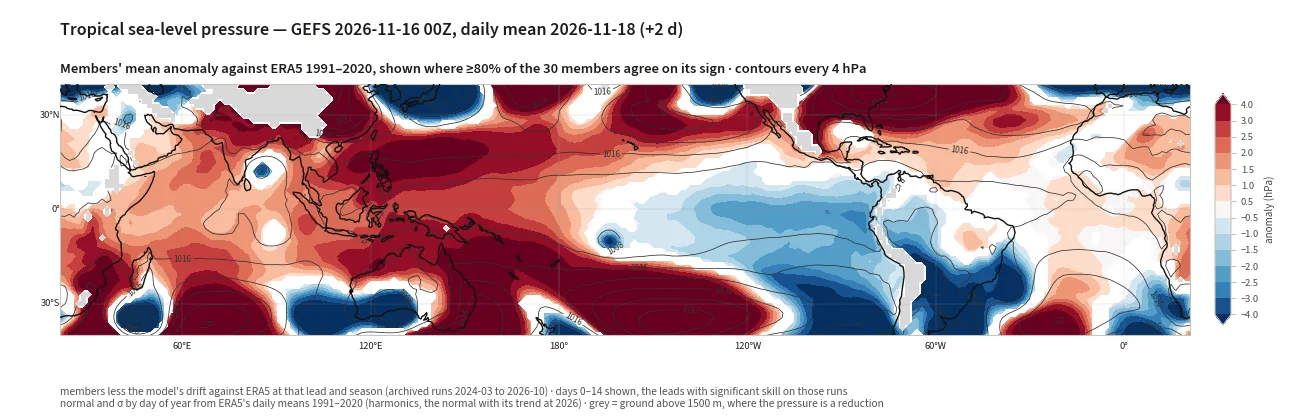 Tropical sea-level pressure — GEFS 2026-11-16 00Z, daily mean 2026-11-18 (+2 d)
Members' mean anomaly against ERA5 1991–2020, shown where ≥80% of the 30 members agree on its sign · contours every 4 hPa
30°N
0°
30°S
60°E
120°E
180°
120°W
60°W
0°
1016
1016
1016
1016
1016
1016
4.0
3.0
2.0
1.5
1.0
0.5
−0.5
−1.0
−1.5
−2.0
−2.5
−3.0
−4.0
anomaly (hPa)
members less the model's drift against ERA5 at that lead and season (archived runs 2024-03 to 2026-10) · days 0–14 shown, the leads with significant skill on those runs
normal and σ by day of year from ERA5's daily means 1991–2020 (harmonics, the normal with its trend at 2026) · grey = ground above 1500 m, where the pressure is a reduction